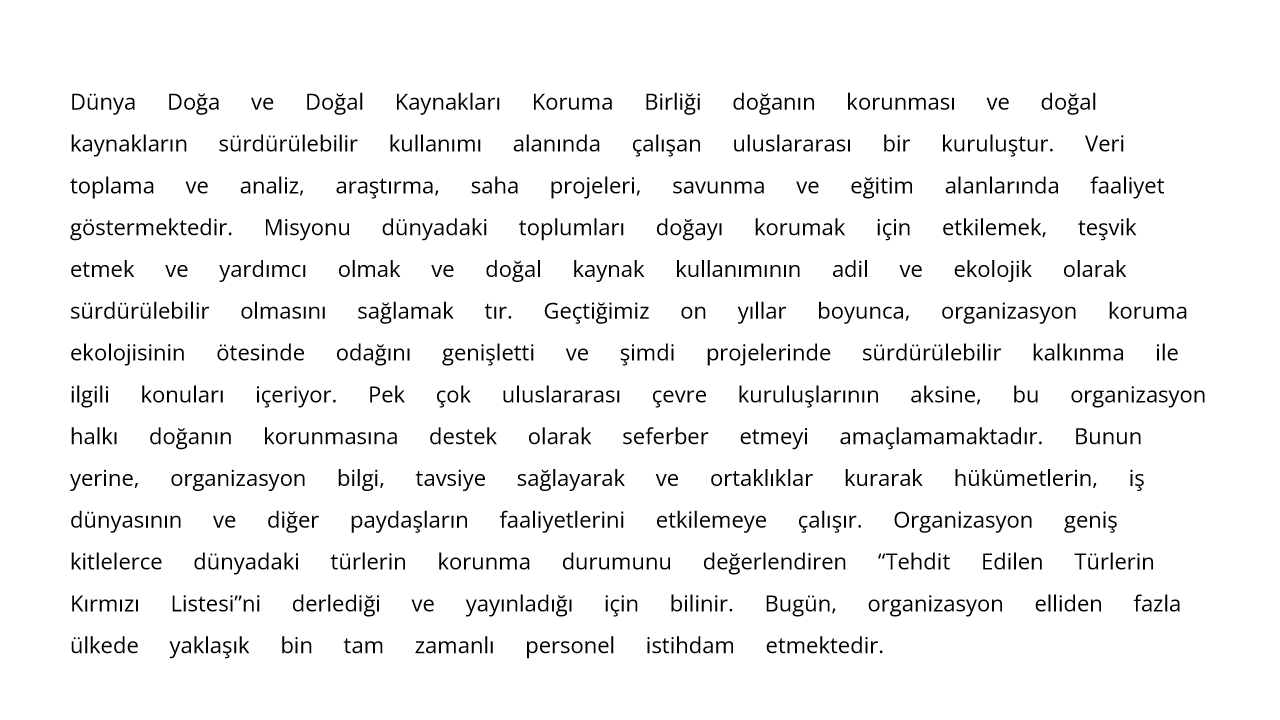 Dünya Doğa ve Doğal Kaynakları Koruma Birliği doğanın korunması ve doğal
kaynakların sürdürülebilir kullanımı alanında çalışan uluslararası bir kuruluştur. Veri
toplama ve analiz, araştırma, saha projeleri, savunma ve eğitim alanlarında faaliyet
göstermektedir. Misyonu dünyadaki toplumları doğayı korumak için etkilemek, teşvik
etmek ve yardımcı olmak ve doğal kaynak kullanımının adil ve ekolojik olarak
sürdürülebilir olmasını sağlamak tır. Geçtiğimiz on yıllar boyunca, organizasyon koruma
ekolojisinin ötesinde odağını genişletti ve şimdi projelerinde sürdürülebilir kalkınma ile
ilgili konuları içeriyor. Pek çok uluslararası çevre kuruluşlarının aksine, bu organizasyon
halkı doğanın korunmasına destek olarak seferber etmeyi amaçlamamaktadır. Bunun
yerine, organizasyon bilgi, tavsiye sağlayarak ve ortaklıklar kurarak hükümetlerin, iş
dünyasının ve diğer paydaşların faaliyetlerini etkilemeye çalışır. Organizasyon geniş
kitlelerce dünyadaki türlerin korunma durumunu değerlendiren “Tehdit Edilen Türlerin
Kırmızı Listesi”ni derlediği ve yayınladığı için bilinir. Bugün, organizasyon elliden fazla
ülkede yaklaşık bin tam zamanlı personel istihdam etmektedir.